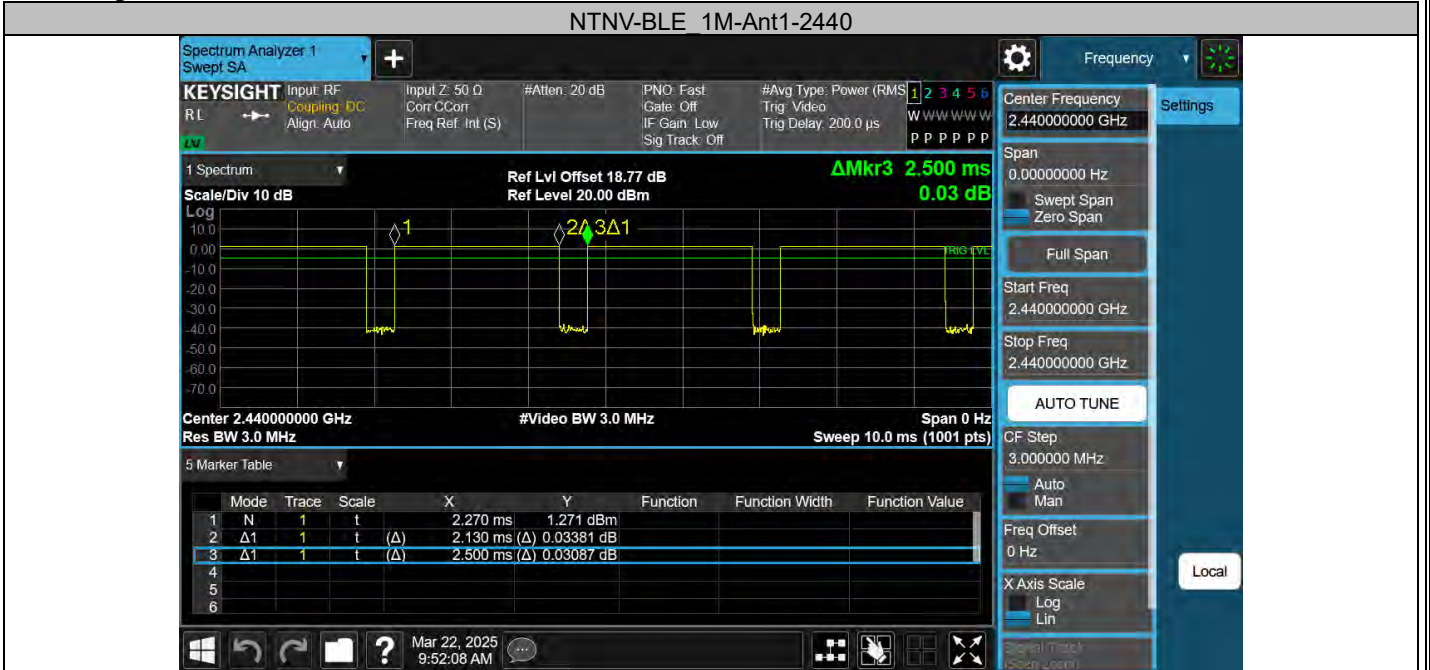 NTNV-BLE_1M-Ant1-2440
Spectrum Analyzer 1
Swept SA
+
Frequency
KEYSIGHT
RL
Input: RF
Coupling: DC
Align: Auto
Input Z: 50 Ω
Corr CCorr
Freq Ref: Int (S)
#Atten: 20 dB
PNO: Fast
Gate: Off
IF Gain: Low
Sig Track: Off
#Avg Type: Power (RMS
Trig: Video
Trig Delay: 200.0 µs
1 2 3 4 5 6
W W W W W W
P P P P P P
LXI
1 Spectrum
Scale/Div 10 dB
Ref Lvl Offset 18.77 dB
Ref Level 20.00 dBm
ΔMkr3 2.500 ms
0.03 dB
Log
10.0
0.00
-10.0
-20.0
-30.0
-40.0
-50.0
-60.0
-70.0
1
2Δ 3Δ1
TRIG LVL
Center 2.440000000 GHz
#Video BW 3.0 MHz
Span 0 Hz
Res BW 3.0 MHz
Sweep 10.0 ms (1001 pts)
5 Marker Table
Mode Trace Scale X Y Function Function Width Function Value
1 N 1 t 2.270 ms 1.271 dBm
2 Δ1 1 t (Δ) 2.130 ms (Δ) 0.03381 dB
3 Δ1 1 t (Δ) 2.500 ms (Δ) 0.03087 dB
4
5
6
?
Mar 22, 2025
9:52:08 AM
Center Frequency
2.440000000 GHz
Settings
Span
0.00000000 Hz
Swept Span
Zero Span
Full Span
Start Freq
2.440000000 GHz
Stop Freq
2.440000000 GHz
AUTO TUNE
CF Step
3.000000 MHz
Auto
Man
Freq Offset
0 Hz
X Axis Scale
Log
Lin
Local
Signal Track
(Span Zoom)